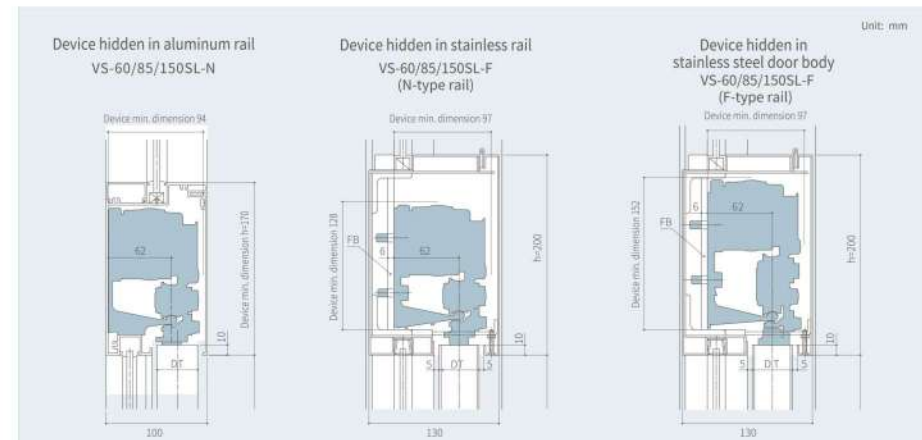 Unit: mm
Device hidden in aluminum rail
VS-60/85/150SL-N
Device min. dimension 94
62
Device min. dimension h=170
10
DT
100
Device hidden in stainless rail
VS-60/85/150SL-F
(N-type rail)
Device min. dimension 97
Device min. dimension 128
FB
6
62
h=200
10
5
DT
5
130
Device hidden in
stainless steel door body
VS-60/85/150SL-F
(F-type rail)
Device min. dimension 97
Device min. dimension 152
FB
6
62
h=200
10
5
DT
5
130